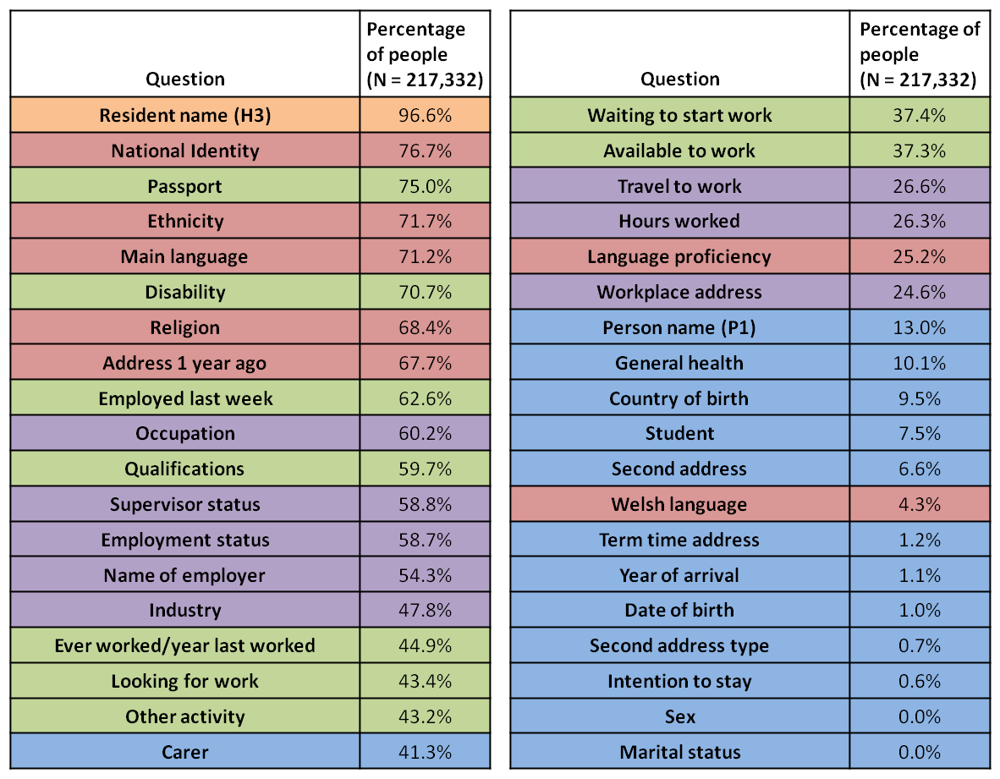 Question Percentage of people (N = 217,332)
Resident name (H3) 96.6%
National Identity 76.7%
Passport 75.0%
Ethnicity 71.7%
Main language 71.2%
Disability 70.7%
Religion 68.4%
Address 1 year ago 67.7%
Employed last week 62.6%
Occupation 60.2%
Qualifications 59.7%
Supervisor status 58.8%
Employment status 58.7%
Name of employer 54.3%
Industry 47.8%
Ever worked/year last worked 44.9%
Looking for work 43.4%
Other activity 43.2%
Carer 41.3%
Question Percentage of people (N = 217,332)
Waiting to start work 37.4%
Available to work 37.3%
Travel to work 26.6%
Hours worked 26.3%
Language proficiency 25.2%
Workplace address 24.6%
Person name (P1) 13.0%
General health 10.1%
Country of birth 9.5%
Student 7.5%
Second address 6.6%
Welsh language 4.3%
Term time address 1.2%
Year of arrival 1.1%
Date of birth 1.0%
Second address type 0.7%
Intention to stay 0.6%
Sex 0.0%
Marital status 0.0%